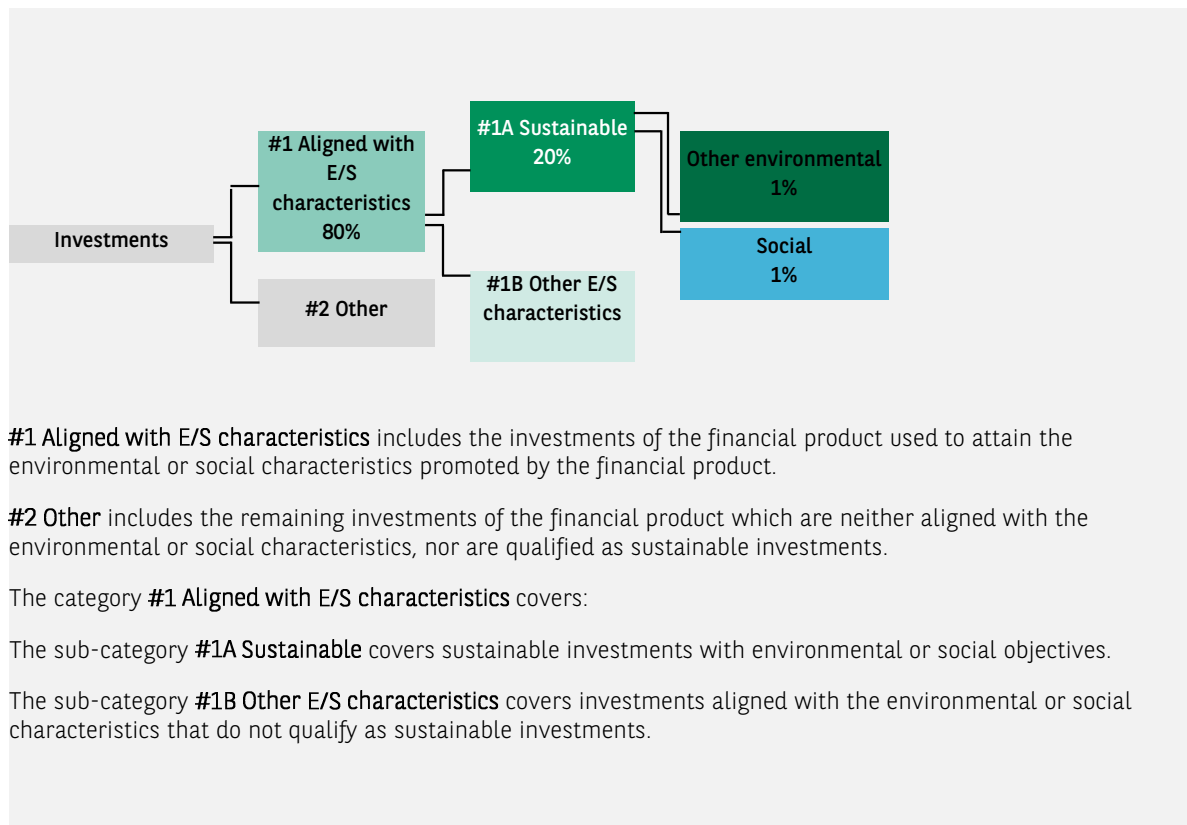 #1A Sustainable
20%
#1 Aligned with
E/S
characteristics
80%
Other environmental
1%
Investments
Social
1%
#2 Other
#1B Other E/S
characteristics
#1 Aligned with E/S characteristics includes the investments of the financial product used to attain the
environmental or social characteristics promoted by the financial product.
#2 Other includes the remaining investments of the financial product which are neither aligned with the
environmental or social characteristics, nor are qualified as sustainable investments.
The category #1 Aligned with E/S characteristics covers:
The sub-category #1A Sustainable covers sustainable investments with environmental or social objectives.
The sub-category #1B Other E/S characteristics covers investments aligned with the environmental or social
characteristics that do not qualify as sustainable investments.